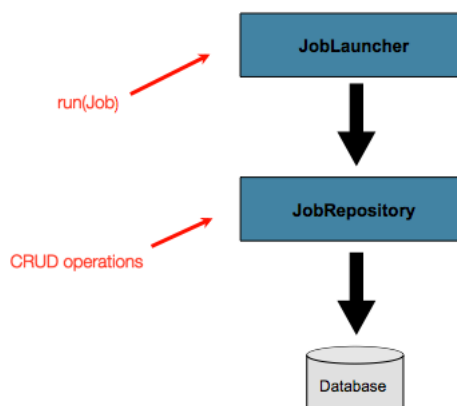 JobLauncher
run(Job)
JobRepository
CRUD operations
Database